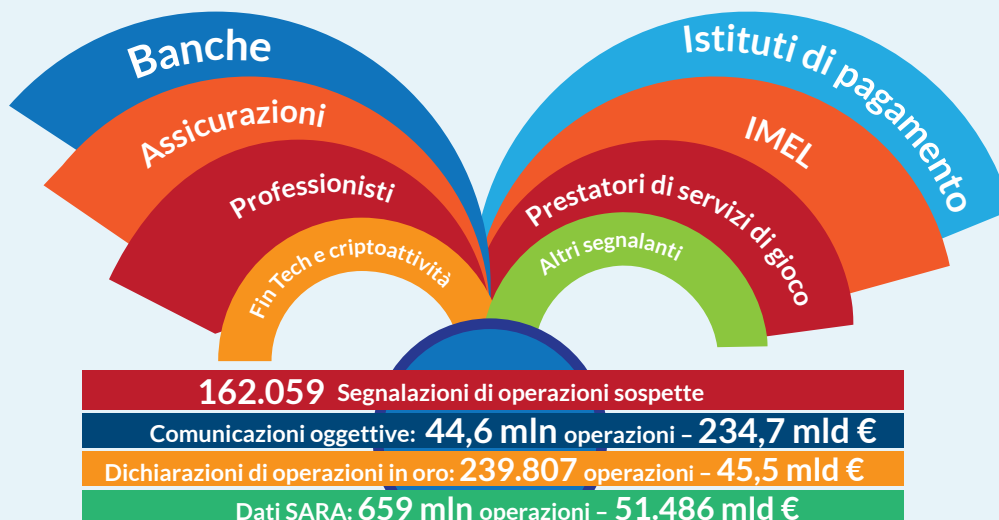 Banche
Assicurazioni
Professionisti
Fin Tech e criptoattività
Istituti di pagamento
IMEL
Prestatori di servizi di gioco
Altri segnalanti
162.059 Segnalazioni di operazioni sospette
Comunicazioni oggettive: 44,6 mln operazioni – 234,7 mld €
Dichiarazioni di operazioni in oro: 239.807 operazioni – 45,5 mld €
Dati SARA: 659 mln operazioni – 51.486 mld €